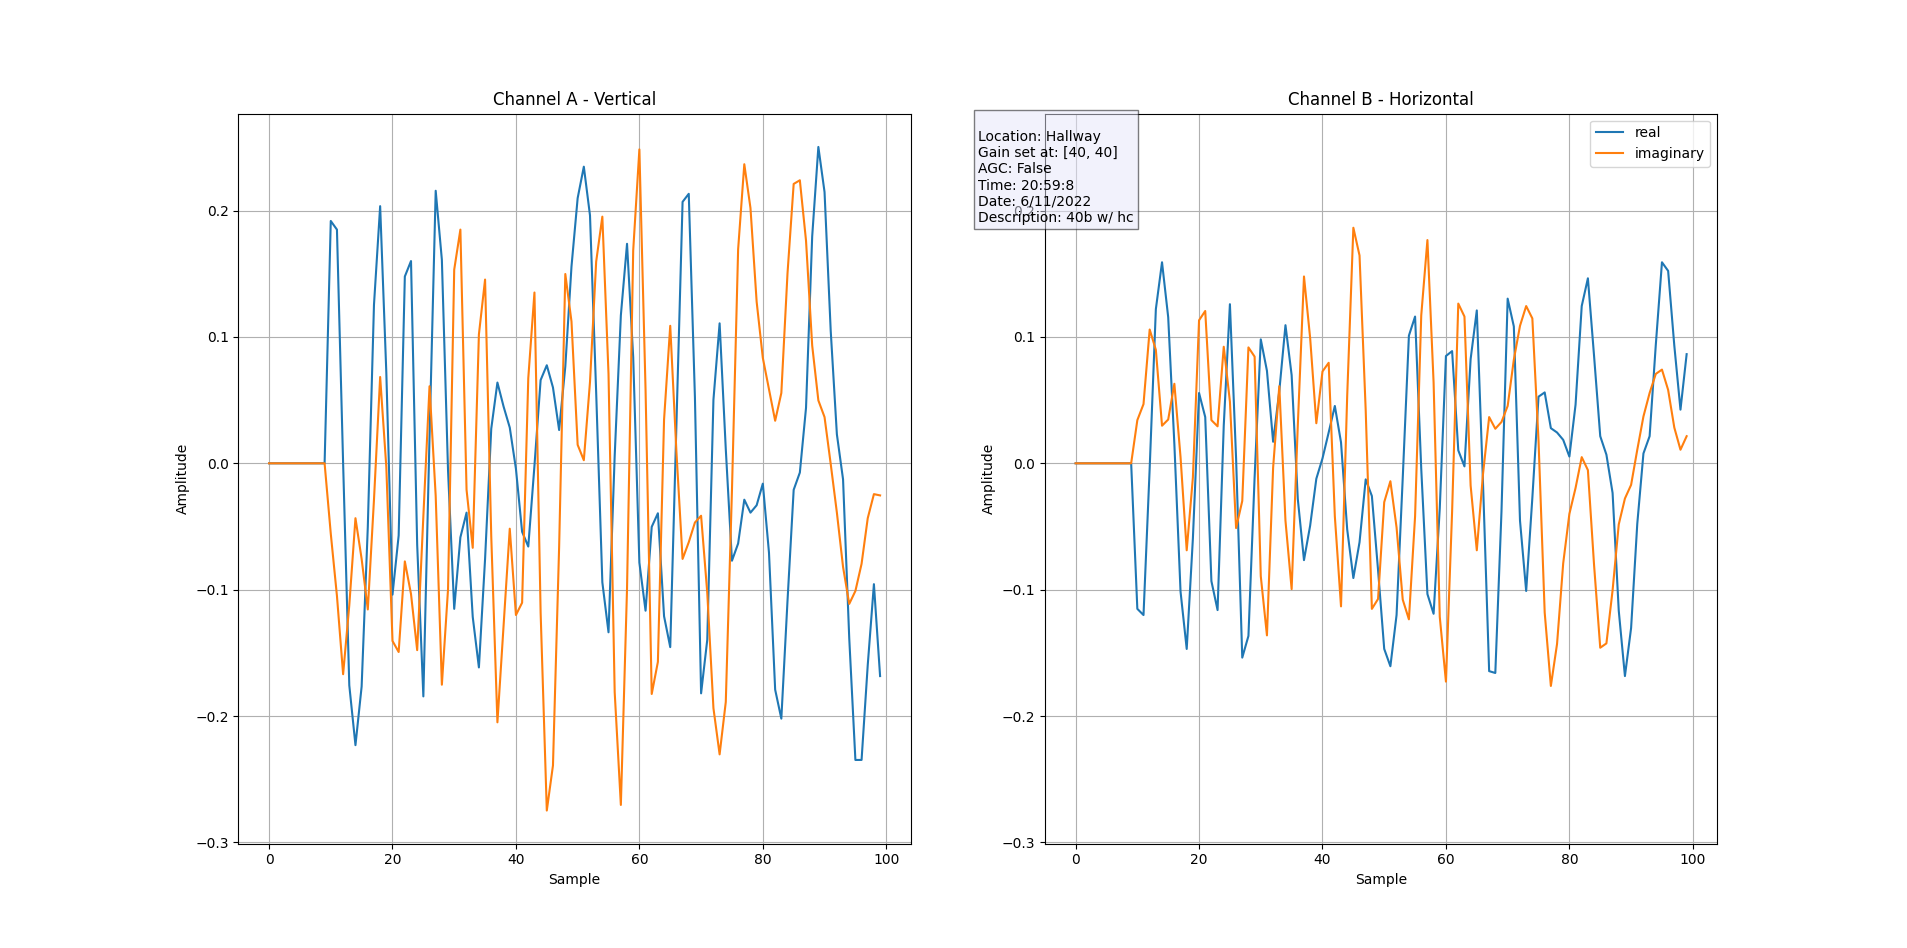 Channel A - Vertical
0.2
0.1
0.0
−0.1
−0.2
−0.3
Amplitude
0
20
40
60
80
100
Sample
Channel B - Horizontal
Location: Hallway
Gain set at: [40, 40]
AGC: False
Time: 20:59:8
Date: 6/11/2022
Description: 40b w/ hc
real
imaginary
0.2
0.1
0.0
−0.1
−0.2
−0.3
Amplitude
0
20
40
60
80
100
Sample